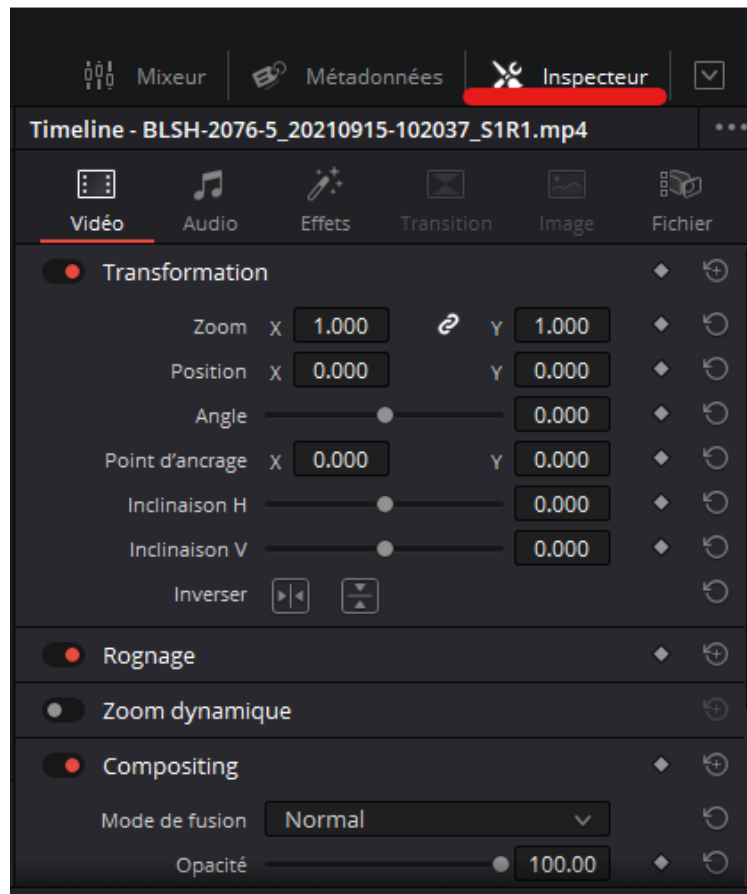 Mixeur Métadonnées Inspecteur
Timeline - BLSH-2076-5_20210915-102037_S1R1.mp4
Vidéo Audio Effets Transition Image Fichier
Transformation
Zoom X 1.000 Y 1.000
Position X 0.000 Y 0.000
Angle 0.000
Point d'ancrage X 0.000 Y 0.000
Inclinaison H 0.000
Inclinaison V 0.000
Inverser
Rognage
Zoom dynamique
Compositing
Mode de fusion Normal
Opacité 100.00